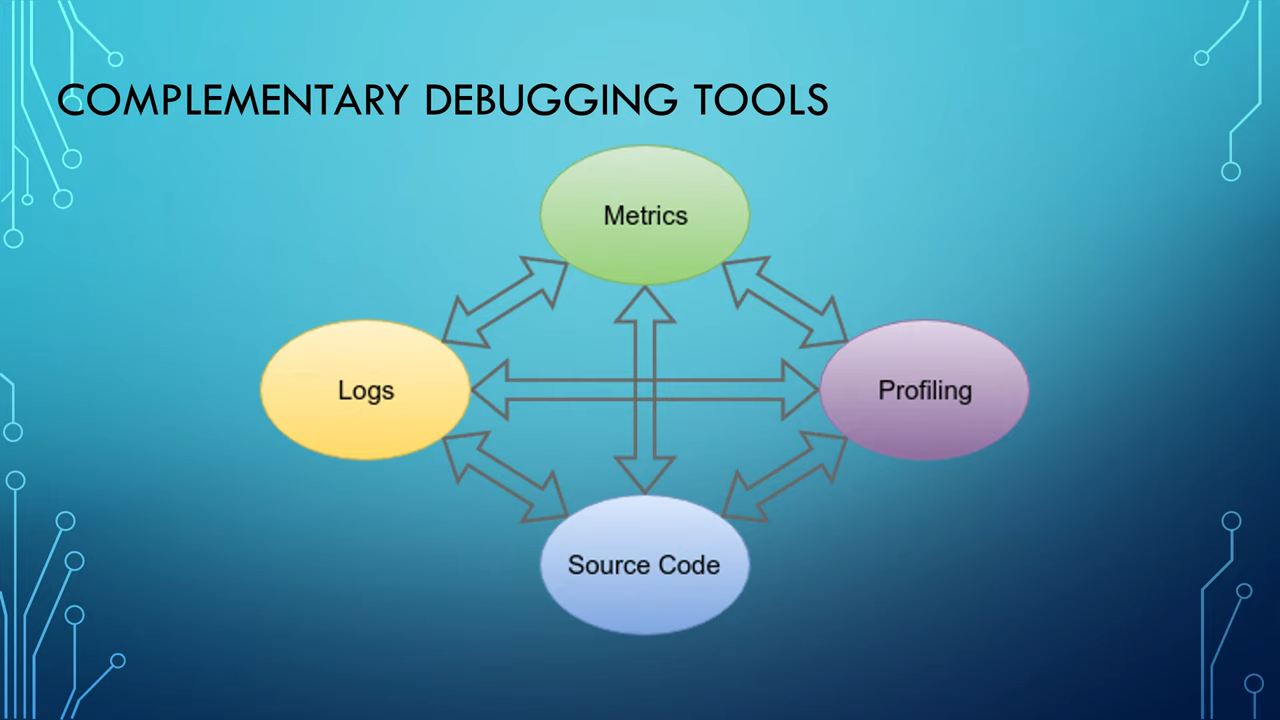 COMPLEMENTARY DEBUGGING TOOLS
Metrics
Logs
Profiling
Source Code